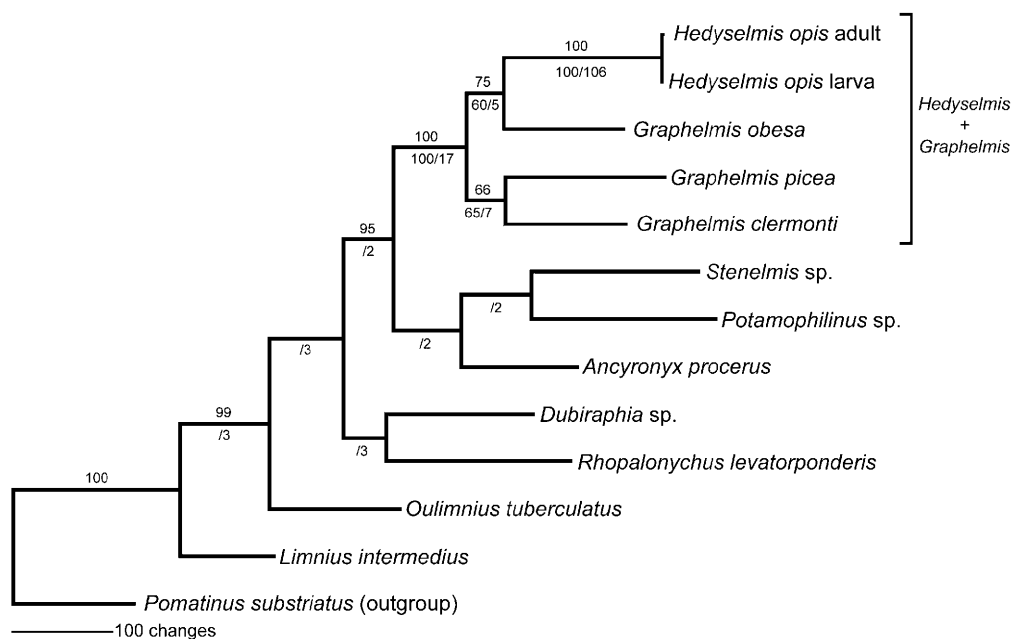 Hedyselmis opis adult
100
100/106
Hedyselmis opis larva
75
60/5
Hedyselmis
+
Graphelmis
Graphelmis obesa
100
100/17
Graphelmis picea
66
65/7
Graphelmis clermonti
95
/2
Stenelmis sp.
/2
Potamophilinus sp.
/2
/3
Ancyronyx procerus
99
/3
Dubiraphia sp.
/3
Rhopalonychus levatorponderis
100
Oulimnius tuberculatus
Limnius intermedius
Pomatinus substriatus (outgroup)
100 changes